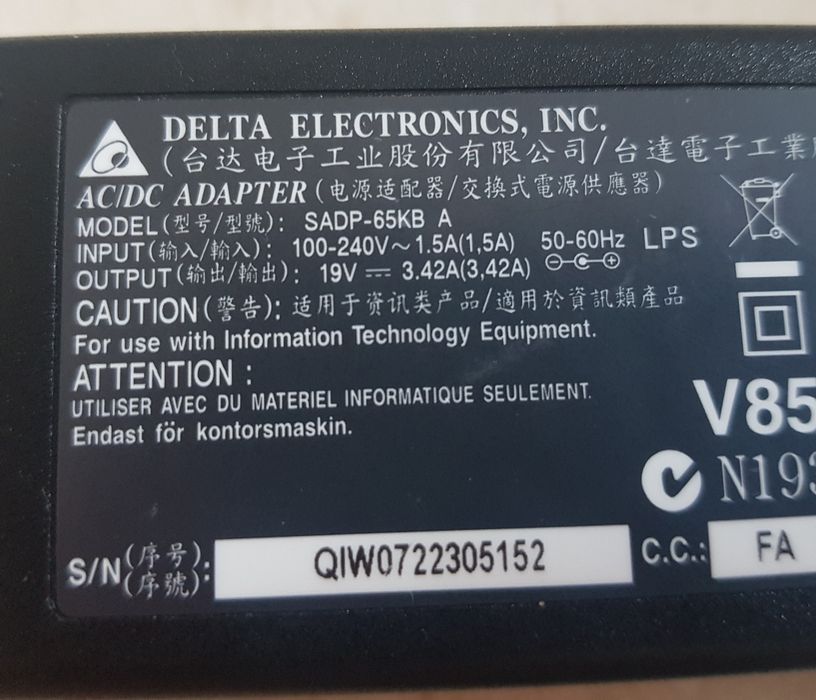 DELTA ELECTRONICS, INC.
(台达电子工业股份有限公司/台達電子工業
AC/DC ADAPTER (电源适配器/交換式電源供應器)
MODEL(型号/型號): SADP-65KB A
INPUT(输入/輸入): 100-240V~1.5A(1,5A) 50-60Hz LPS
OUTPUT(输出/輸出): 19V ⎓ 3.42A(3,42A)
CAUTION(警告): 适用于资讯类产品/適用於資訊類產品
For use with Information Technology Equipment.
ATTENTION :
UTILISER AVEC DU MATERIEL INFORMATIQUE SEULEMENT.
Endast för kontorsmaskin.
V85
N193
S/N(序号/序號): QIW0722305152 C.C.: FA